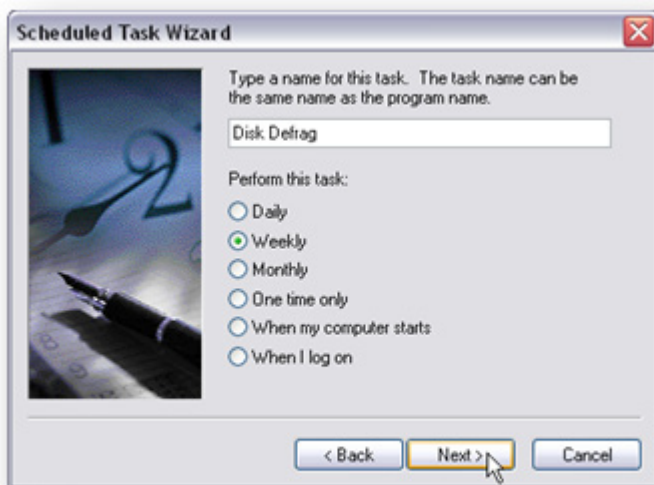 Scheduled Task Wizard
Type a name for this task. The task name can be
the same name as the program name.
Disk Defrag
Perform this task:
Daily
Weekly
Monthly
One time only
When my computer starts
When I log on
< Back
Next >
Cancel
2